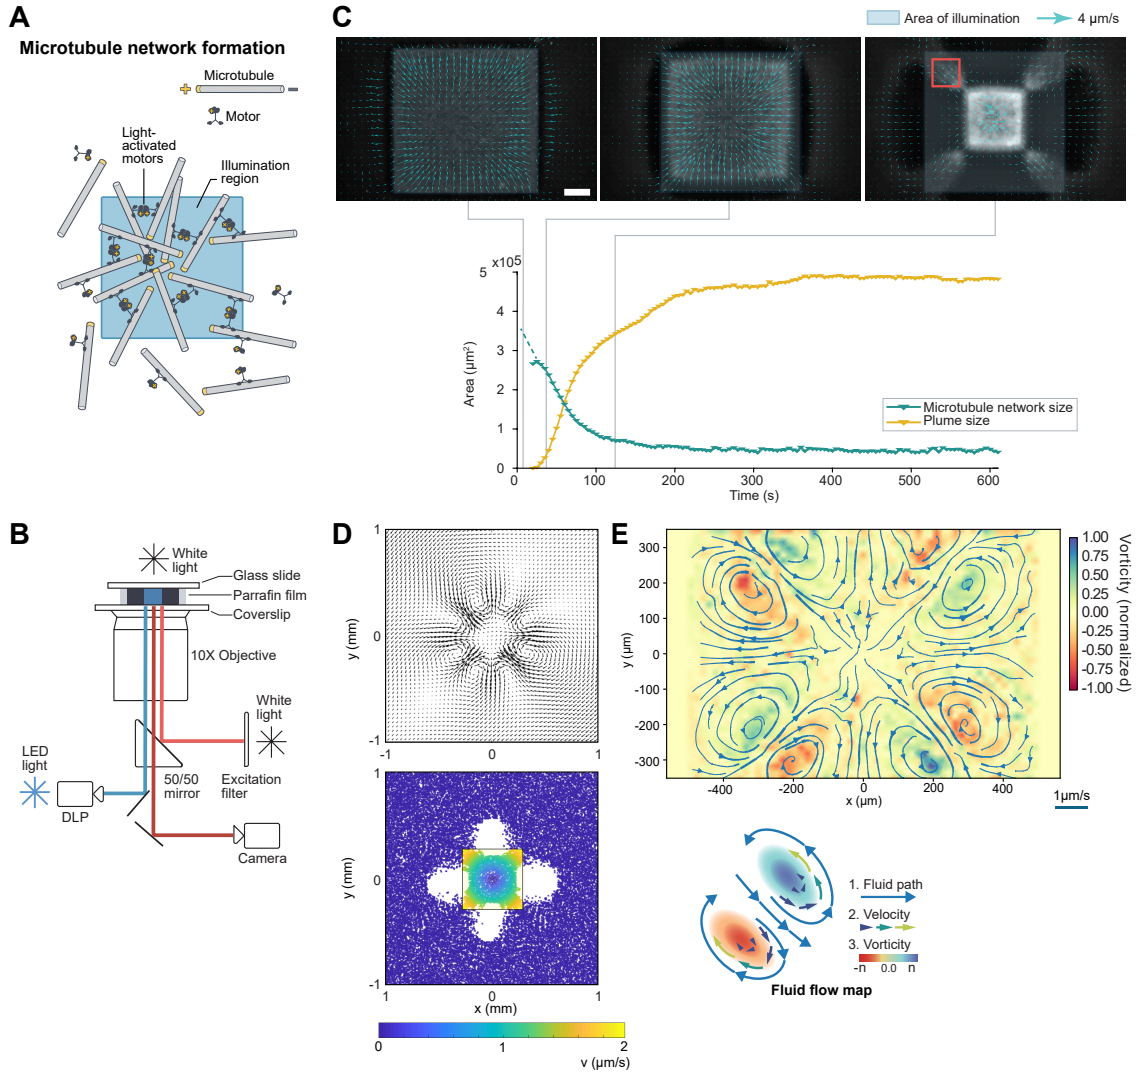 A
Microtubule network formation
+ Microtubule −
Motor
Light-
activated
motors
Illumination
region
B
White
light
Glass slide
Parrafin film
Coverslip
10X Objective
White
light
LED
light
50/50
mirror
Excitation
filter
DLP
Camera
C
Area of illumination
4 μm/s
x10⁵
5
4
3
2
1
0
Area (μm²)
0 100 200 300 400 500 600
Time (s)
Microtubule network size
Plume size
D
1
0
-1
y (mm)
-1 0 1
1
0
-1
y (mm)
1 0 1
x (mm)
0 1 2
v (μm/s)
E
300
200
100
0
-100
-200
-300
y (μm)
-400 -200 0 200 400
x (μm)
1μm/s
1.00
0.75
0.50
0.25
0.00
-0.25
-0.50
0.75
-1.00
Vorticity (normalized)
1. Fluid path
2. Velocity
3. Vorticity
-n 0.0 n
Fluid flow map